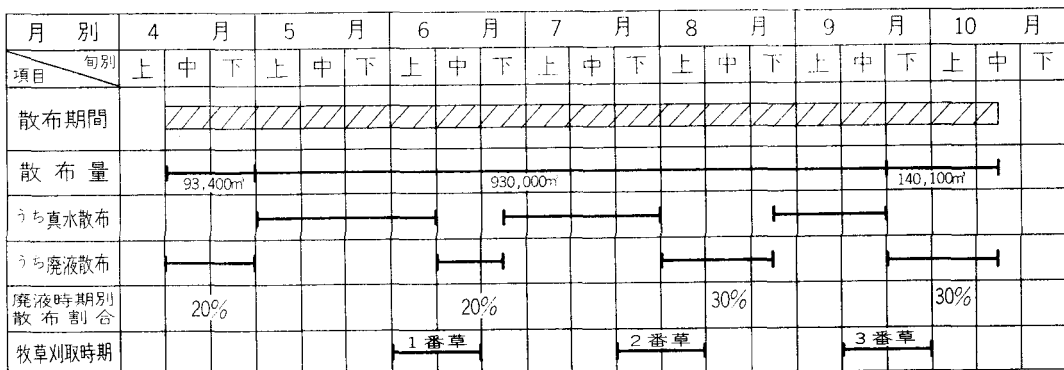 月 別 4 月 5 月 6 月 7 月 8 月 9 月 10 月
項目 旬別 上 中 下 上 中 下 上 中 下 上 中 下 上 中 下 上 中 下 上 中 下
散布期間
散 布 量 93,400㎥ 930,000㎥ 140,100㎥
うち真水散布
うち廃液散布
廃液時期別
散布割合 20% 20% 30% 30%
牧草刈取時期 1番草 2番草 3番草